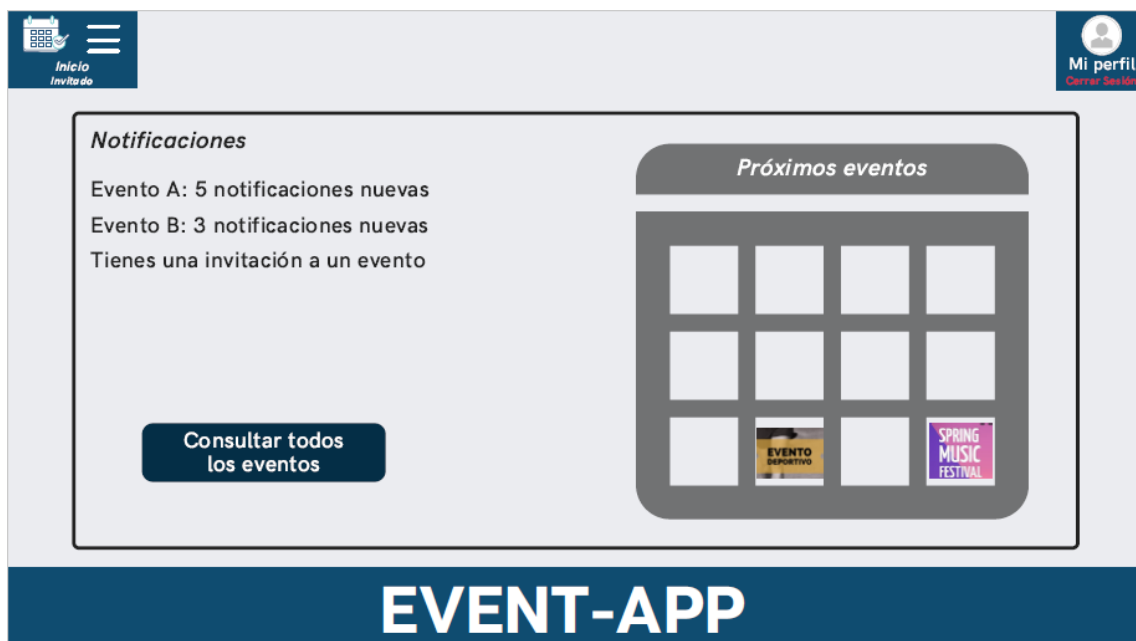 Inicio
Invitado
Mi perfil
Cerrar Sesión
Notificaciones
Evento A: 5 notificaciones nuevas
Evento B: 3 notificaciones nuevas
Tienes una invitación a un evento
Consultar todos
los eventos
Próximos eventos
EVENTO
DEPORTIVO
SPRING
MUSIC
FESTIVAL
EVENT-APP